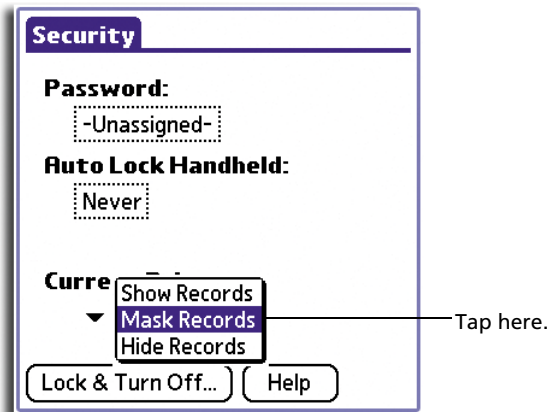 Security
Password:
-Unassigned-
Auto Lock Handheld:
Never
Curre
Show Records
Mask Records
Tap here.
Hide Records
Lock & Turn Off...
Help